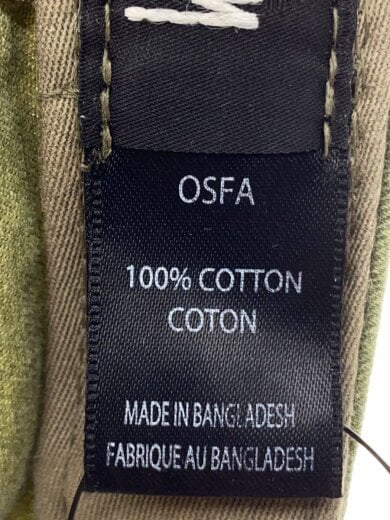 OSFA
100% COTTON
COTON
MADE IN BANGLADESH
FABRIQUE AU BANGLADESH